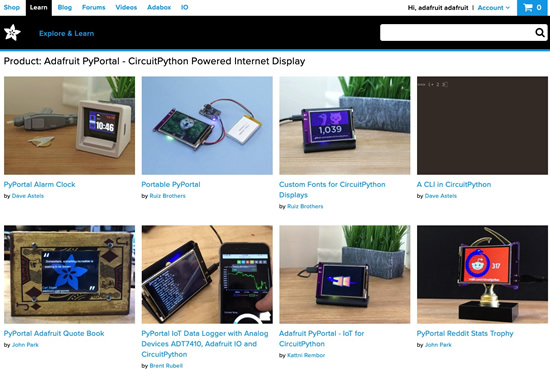 Shop Learn Blog Forums Videos Adabox IO Hi, adafruit adafruit | Account 0
Explore & Learn
Product: Adafruit PyPortal - CircuitPython Powered Internet Display
10:46
1,039
PyPortal Alarm Clock
by Dave Astels
Portable PyPortal
by Ruiz Brothers
Custom Fonts for CircuitPython
Displays
by Ruiz Brothers
A CLI in CircuitPython
by Dave Astels
317
PyPortal Adafruit Quote Book
by John Park
PyPortal IoT Data Logger with Analog
Devices ADT7410, Adafruit IO and
CircuitPython
by Brent Rubell
Adafruit PyPortal - IoT for
CircuitPython
by Kattni Rembor
PyPortal Reddit Stats Trophy
by John Park